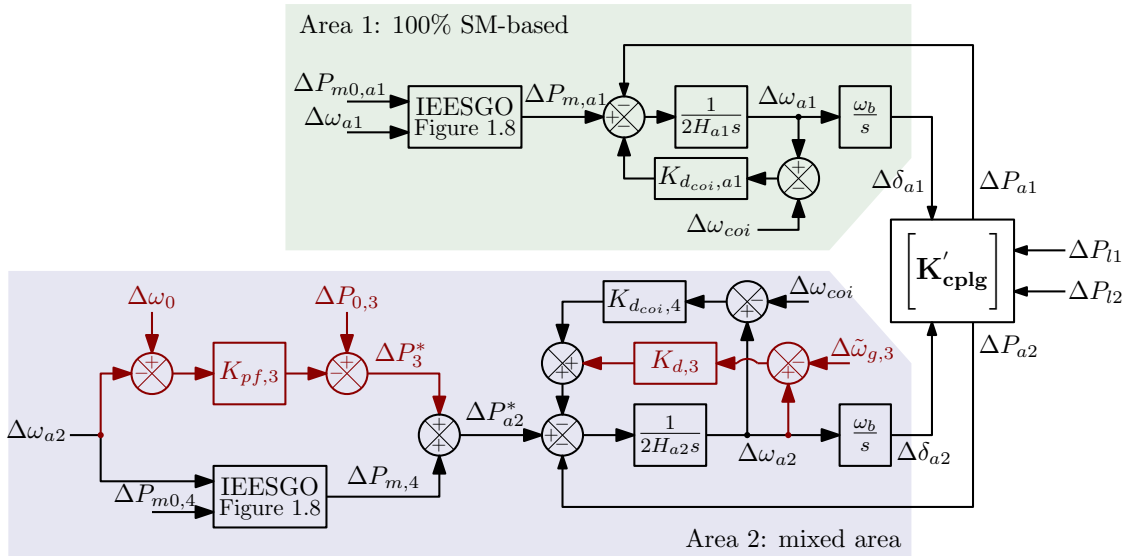 Area 1: 100% SM-based
ΔP_{m0,a1}
Δω_{a1}
IEESGO
Figure 1.8
ΔP_{m,a1}
1
2H_{a1}s
Δω_{a1}
ω_b
s
K_{d_{coi},a1}
Δω_{coi}
Δδ_{a1}
ΔP_{a1}
[K'_{cplg}]
ΔP_{l1}
ΔP_{l2}
Δω_0
ΔP_{0,3}
K_{pf,3}
ΔP_3^*
Δω_{a2}
ΔP_{m0,4}
IEESGO
Figure 1.8
ΔP_{m,4}
ΔP_{a2}^*
K_{d_{coi},4}
Δω_{coi}
K_{d,3}
Δω̃_{g,3}
1
2H_{a2}s
Δω_{a2}
ω_b
s
Δδ_{a2}
ΔP_{a2}
Area 2: mixed area